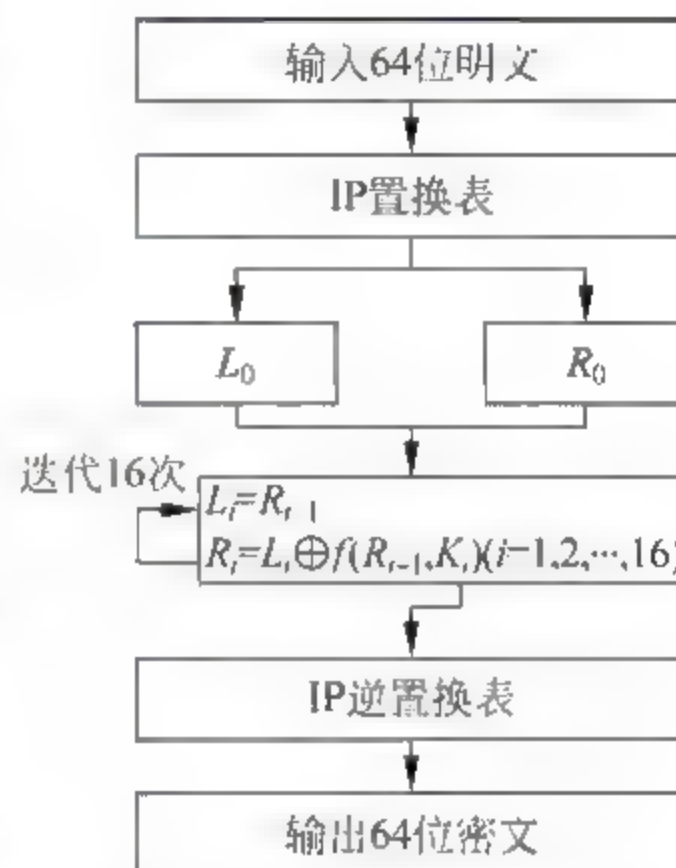 输入64位明文
IP置换表
L₀
R₀
迭代16次
Lᵢ=Rᵢ₋₁
Rᵢ=Lᵢ⊕f(Rᵢ₋₁,Kᵢ)(i=1,2,…,16)
IP逆置换表
输出64位密文